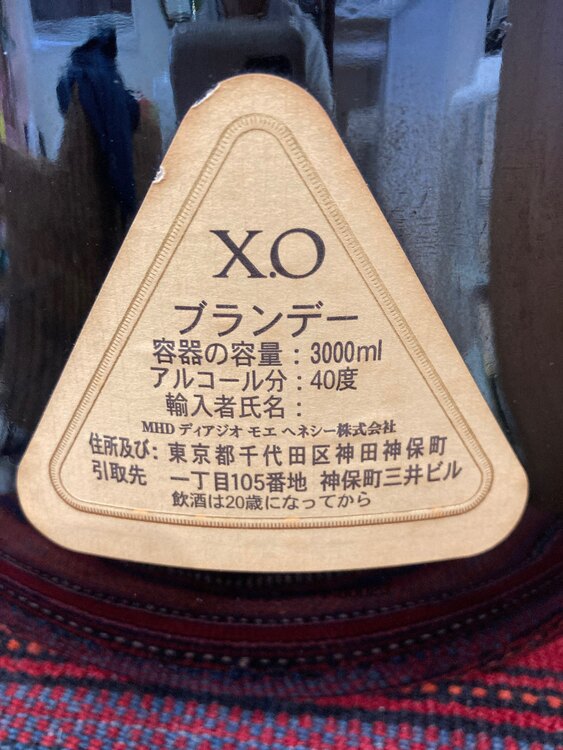 X.O
ブランデー
容器の容量 : 3000ml
アルコール分 : 40度
輸入者氏名 :
MHD ディアジオ モエ ヘネシー株式会社
住所及び : 東京都千代田区神田神保町
引取先 一丁目105番地 神保町三井ビル
飲酒は20歳になってから